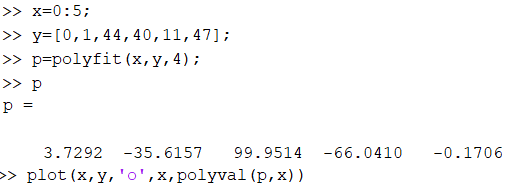 >> x=0:5;
>> y=[0,1,44,40,11,47];
>> p=polyfit(x,y,4);
>> p
p =
3.7292 -35.6157 99.9514 -66.0410 -0.1706
>> plot(x,y,'o',x,polyval(p,x))